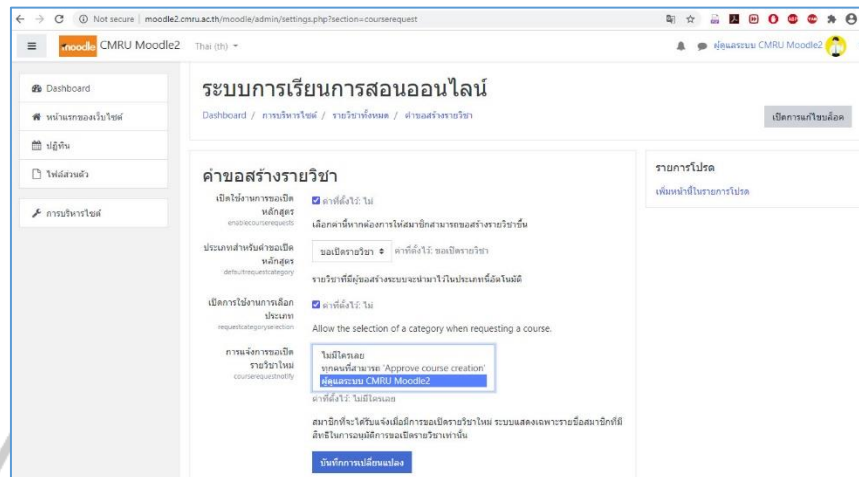 Not secure | moodle2.cmru.ac.th/moodle/admin/settings.php?section=courserequest
moodle CMRU Moodle2 Thai (th)
ผู้ดูแลระบบ CMRU Moodle2
Dashboard
หน้าแรกของเว็บไซต์
ปฏิทิน
ไฟล์ส่วนตัว
การบริหารไซต์
ระบบการเรียนการสอนออนไลน์
Dashboard / การบริหารไซต์ / รายวิชาทั้งหมด / คำขอสร้างรายวิชา
เปิดการแก้ไขบล็อค
คำขอสร้างรายวิชา
เปิดใช้งานการขอเปิด
หลักสูตร
enablecourserequests
ค่าที่ตั้งไว้: ไม่
เลือกค่านี้หากต้องการให้สมาชิกสามารถขอสร้างรายวิชาขึ้น
ประเภทสำหรับคำขอเปิด
หลักสูตร
defaultrequestcategory
ขอเปิดรายวิชา ค่าที่ตั้งไว้: ขอเปิดรายวิชา
รายวิชาที่มีผู้ขอสร้างระบบจะนำมาไว้ในประเภทนี้อัตโนมัติ
เปิดการใช้งานการเลือก
ประเภท
requestcategoryselection
ค่าที่ตั้งไว้: ไม่
Allow the selection of a category when requesting a course.
การแจ้งการขอเปิด
รายวิชาใหม่
courserequestnotify
ไม่มีใครเลย
ทุกคนที่สามารถ 'Approve course creation'
ผู้ดูแลระบบ CMRU Moodle2
ค่าที่ตั้งไว้: ไม่มีใครเลย
สมาชิกที่จะได้รับแจ้งเมื่อมีการขอเปิดรายวิชาใหม่ ระบบแสดงเฉพาะรายชื่อสมาชิกที่มี
สิทธิในการอนุมัติการขอเปิดรายวิชาเท่านั้น
บันทึกการเปลี่ยนแปลง
รายการโปรด
เพิ่มหน้านี้ในรายการโปรด